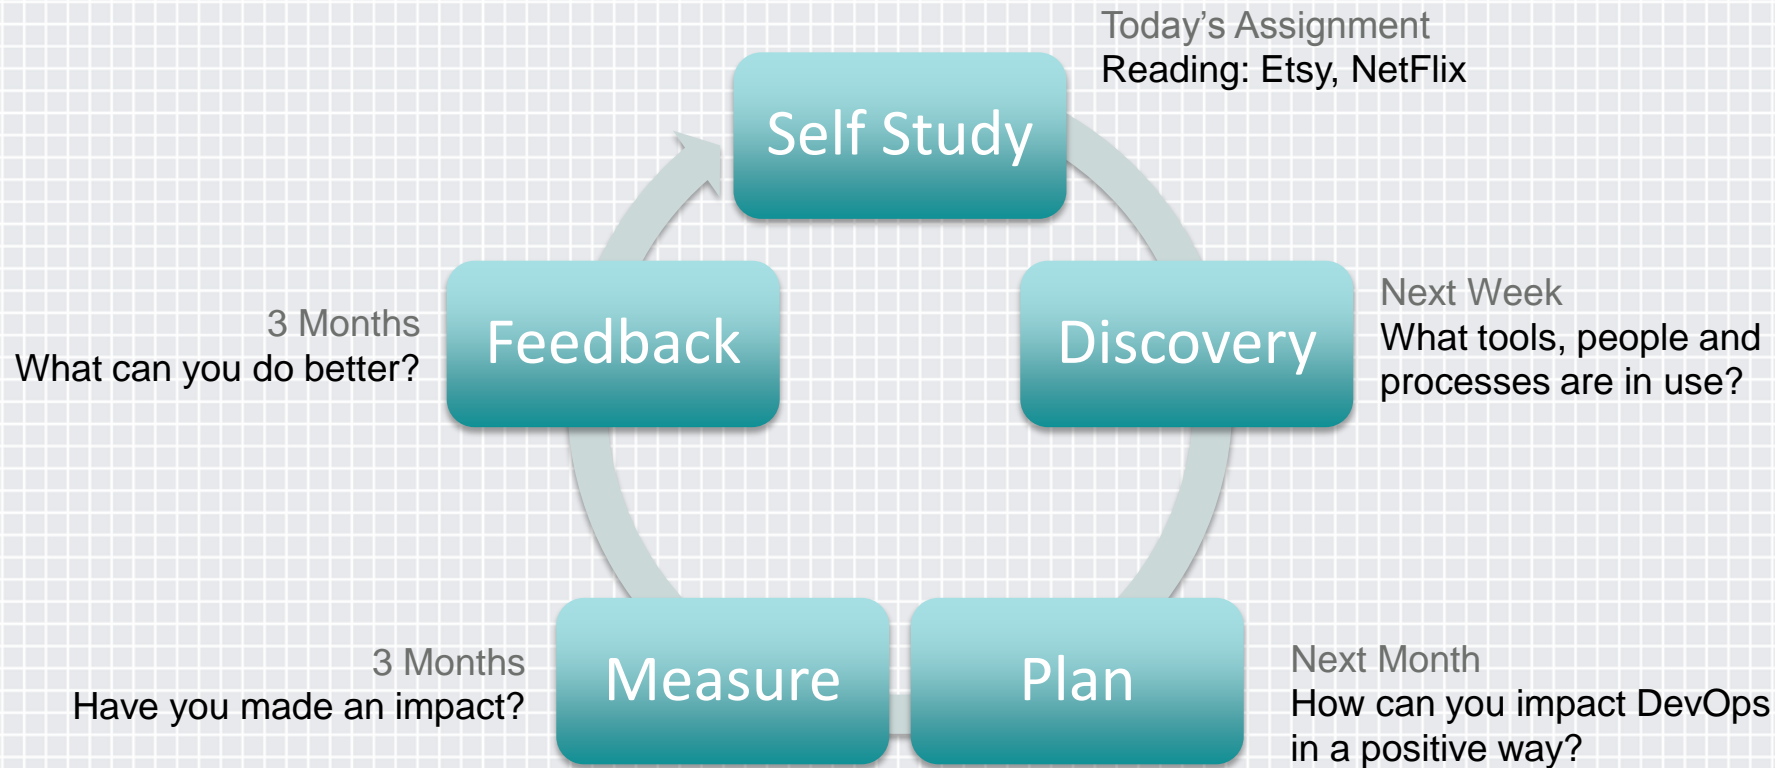 Today's Assignment
Reading: Etsy, NetFlix
Self Study
Next Week
What tools, people and
processes are in use?
Discovery
Next Month
How can you impact DevOps
in a positive way?
Plan
3 Months
Have you made an impact?
Measure
3 Months
What can you do better?
Feedback